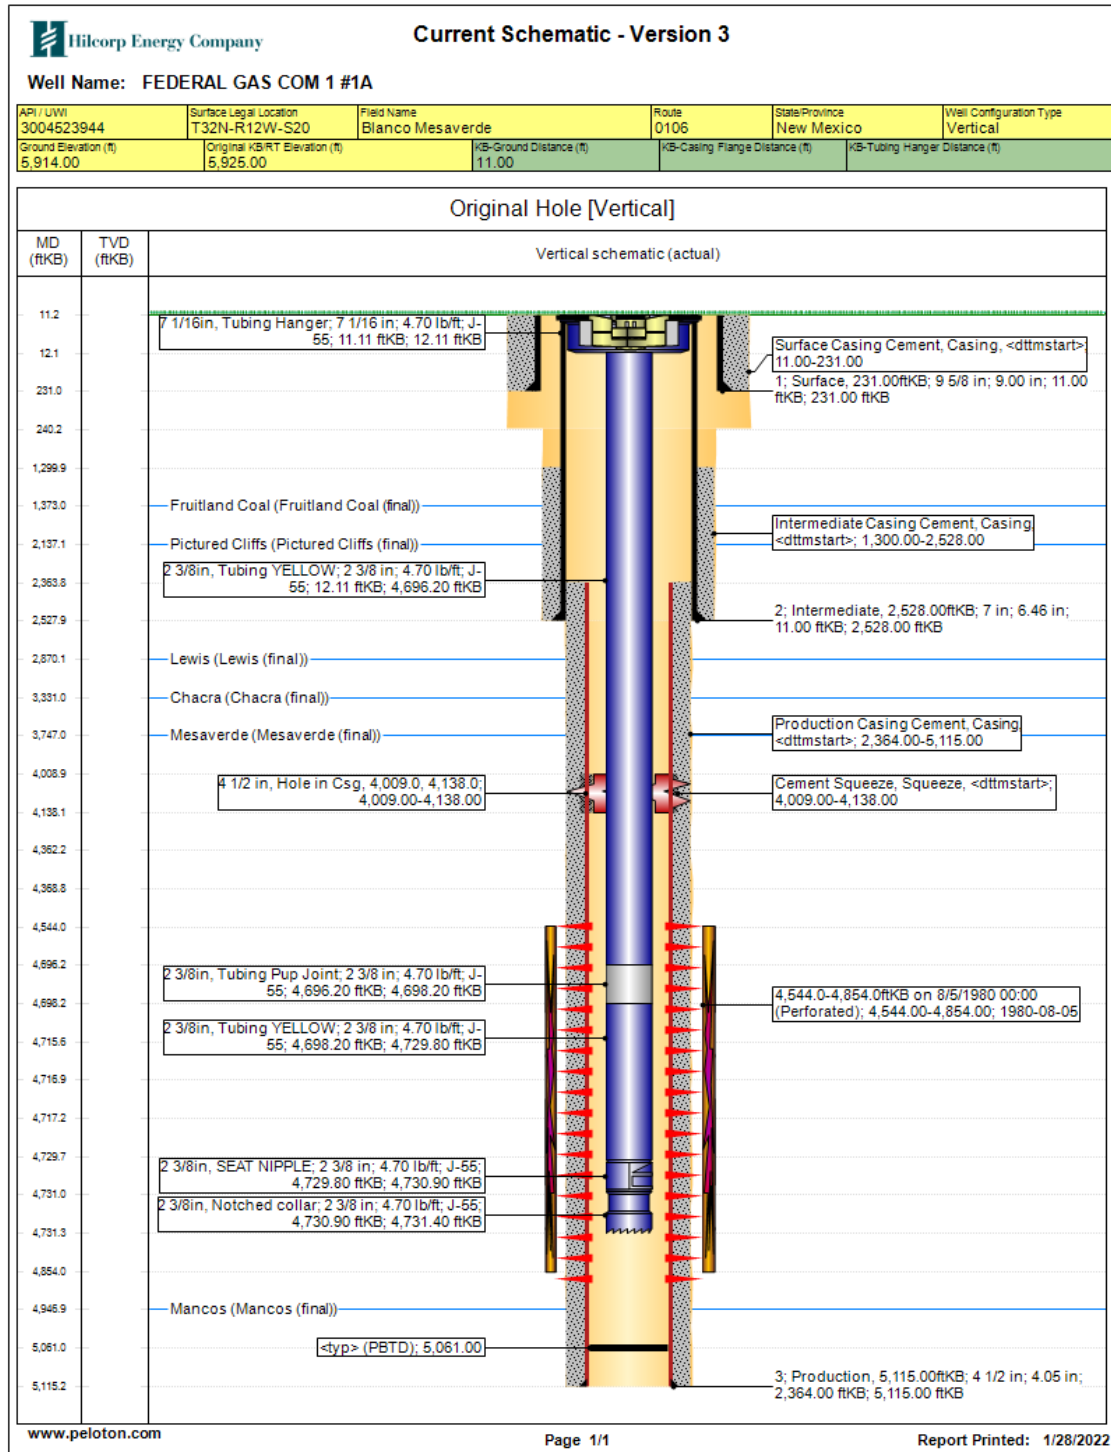 Hilcorp Energy Company
Current Schematic - Version 3
Well Name: FEDERAL GAS COM 1 #1A
API / UWI
3004523944
Surface Legal Location
T32N-R12W-S20
Field Name
Blanco Mesaverde
Route
0106
State/Province
New Mexico
Well Configuration Type
Vertical
Ground Elevation (ft)
5,914.00
Original KB/RT Elevation (ft)
5,925.00
KB-Ground Distance (ft)
11.00
KB-Casing Flange Distance (ft)
KB-Tubing Hanger Distance (ft)
Original Hole [Vertical]
MD
(ftKB)
TVD
(ftKB)
Vertical schematic (actual)
11.2
7 1/16in, Tubing Hanger; 7 1/16 in; 4.70 lb/ft; J-
55; 11.11 ftKB; 12.11 ftKB
Surface Casing Cement, Casing, <dttmstart>;
11.00-231.00
12.1
1; Surface, 231.00ftKB; 9 5/8 in; 9.00 in; 11.00
ftKB; 231.00 ftKB
231.0
240.2
1,299.9
1,373.0
Fruitland Coal (Fruitland Coal (final))
Intermediate Casing Cement, Casing,
<dttmstart>; 1,300.00-2,528.00
2,137.1
Pictured Cliffs (Pictured Cliffs (final))
2 3/8in, Tubing YELLOW; 2 3/8 in; 4.70 lb/ft; J-
55; 12.11 ftKB; 4,696.20 ftKB
2,363.8
2,527.9
2; Intermediate, 2,528.00ftKB; 7 in; 6.46 in;
11.00 ftKB; 2,528.00 ftKB
2,870.1
Lewis (Lewis (final))
3,331.0
Chacra (Chacra (final))
3,747.0
Mesaverde (Mesaverde (final))
Production Casing Cement, Casing,
<dttmstart>; 2,364.00-5,115.00
4,008.9
4 1/2 in, Hole in Csg, 4,009.0, 4,138.0;
4,009.00-4,138.00
Cement Squeeze, Squeeze, <dttmstart>;
4,009.00-4,138.00
4,138.1
4,362.2
4,368.8
4,544.0
4,696.2
2 3/8in, Tubing Pup Joint; 2 3/8 in; 4.70 lb/ft; J-
55; 4,696.20 ftKB; 4,698.20 ftKB
4,544.0-4,854.0ftKB on 8/5/1980 00:00
(Perforated); 4,544.00-4,854.00; 1980-08-05
4,698.2
2 3/8in, Tubing YELLOW; 2 3/8 in; 4.70 lb/ft; J-
55; 4,698.20 ftKB; 4,729.80 ftKB
4,715.6
4,716.9
4,717.2
4,729.7
2 3/8in, SEAT NIPPLE; 2 3/8 in; 4.70 lb/ft; J-55;
4,729.80 ftKB; 4,730.90 ftKB
4,731.0
2 3/8in, Notched collar; 2 3/8 in; 4.70 lb/ft; J-55;
4,730.90 ftKB; 4,731.40 ftKB
4,731.3
4,854.0
4,946.9
Mancos (Mancos (final))
5,061.0
<typ> (PBTD); 5,061.00
5,115.2
3; Production, 5,115.00ftKB; 4 1/2 in; 4.05 in;
2,364.00 ftKB; 5,115.00 ftKB
www.peloton.com
Page 1/1
Report Printed: 1/28/2022